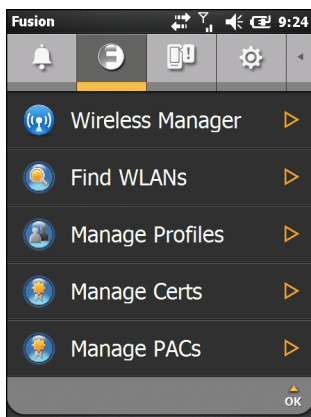 Fusion 9:24
Wireless Manager
Find WLANs
Manage Profiles
Manage Certs
Manage PACs
OK